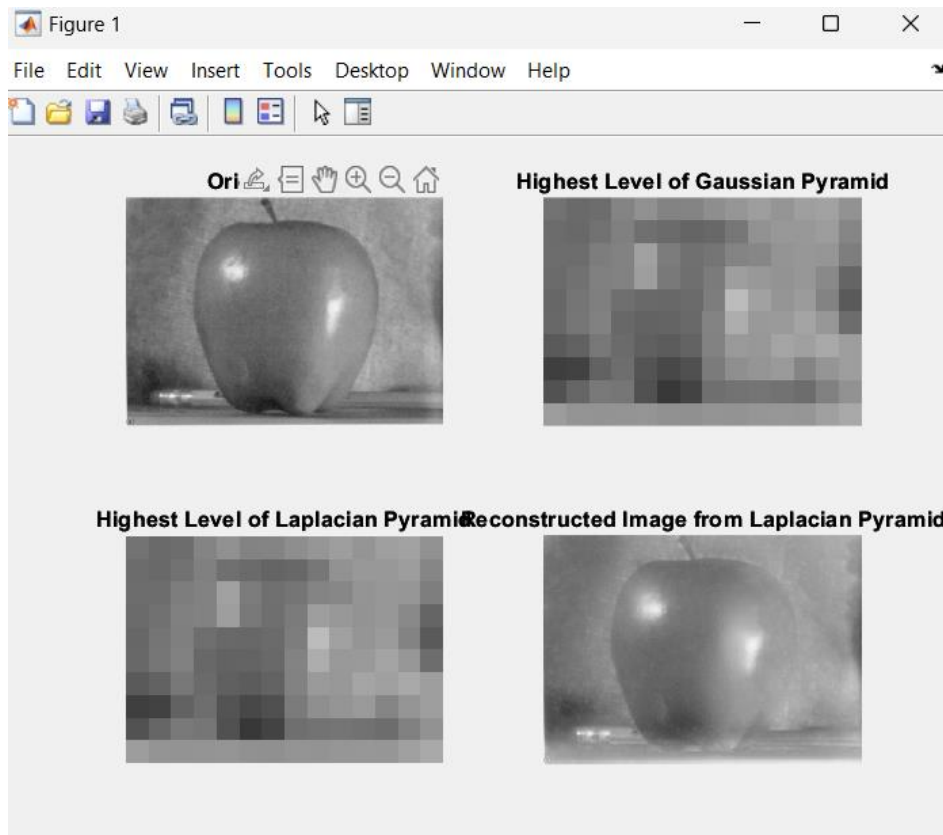 Figure 1
File Edit View Insert Tools Desktop Window Help
Ori
Highest Level of Gaussian Pyramid
Highest Level of Laplacian Pyramid
Reconstructed Image from Laplacian Pyramid